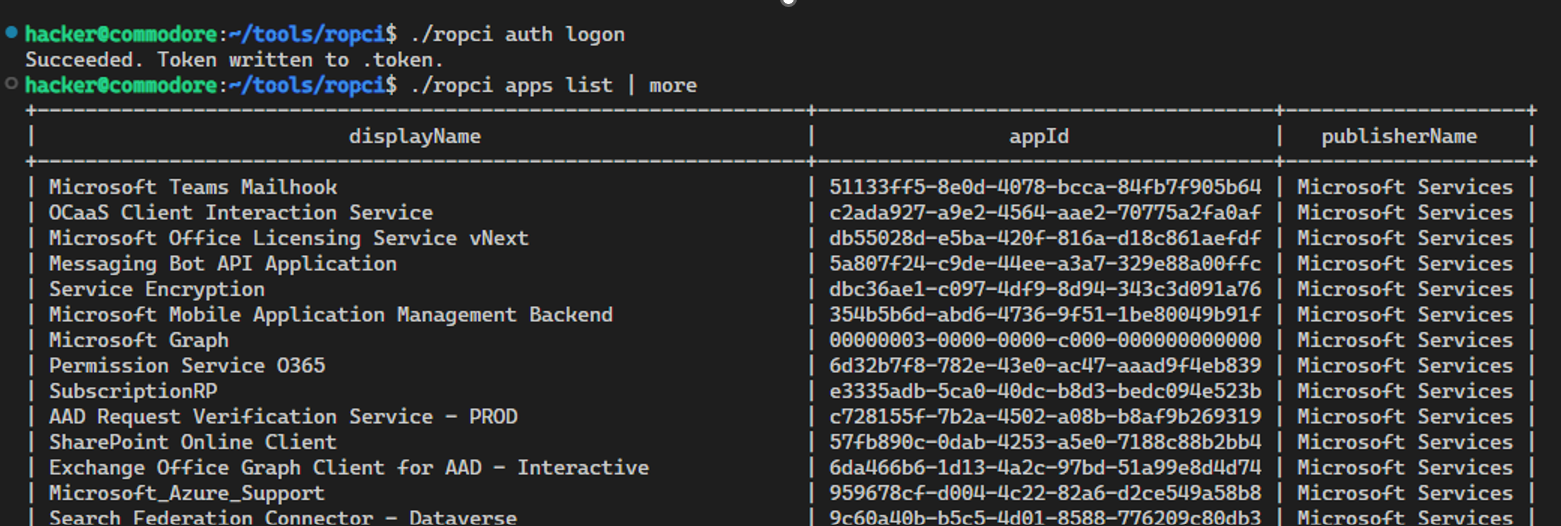 hacker@commodore:~/tools/ropci$ ./ropci auth logon
Succeeded. Token written to .token.
hacker@commodore:~/tools/ropci$ ./ropci apps list | more
| displayName | appId | publisherName |
| Microsoft Teams Mailhook | 51133ff5-8e0d-4078-bcca-84fb7f905b64 | Microsoft Services |
| OCaaS Client Interaction Service | c2ada927-a9e2-4564-aae2-70775a2fa0af | Microsoft Services |
| Microsoft Office Licensing Service vNext | db55028d-e5ba-420f-816a-d18c861aefdf | Microsoft Services |
| Messaging Bot API Application | 5a807f24-c9de-44ee-a3a7-329e88a00ffc | Microsoft Services |
| Service Encryption | dbc36ae1-c097-4df9-8d94-343c3d091a76 | Microsoft Services |
| Microsoft Mobile Application Management Backend | 354b5b6d-abd6-4736-9f51-1be80049b91f | Microsoft Services |
| Microsoft Graph | 00000003-0000-0000-c000-000000000000 | Microsoft Services |
| Permission Service O365 | 6d32b7f8-782e-43e0-ac47-aaad9f4eb839 | Microsoft Services |
| SubscriptionRP | e3335adb-5ca0-40dc-b8d3-bedc094e523b | Microsoft Services |
| AAD Request Verification Service - PROD | c728155f-7b2a-4502-a08b-b8af9b269319 | Microsoft Services |
| SharePoint Online Client | 57fb890c-0dab-4253-a5e0-7188c88b2bb4 | Microsoft Services |
| Exchange Office Graph Client for AAD - Interactive | 6da466b6-1d13-4a2c-97bd-51a99e8d4d74 | Microsoft Services |
| Microsoft_Azure_Support | 959678cf-d004-4c22-82a6-d2ce549a58b8 | Microsoft Services |
| Search Federation Connector - Dataverse | 9c60a40b-b5c5-4d01-8588-776209c80db3 | Microsoft Services |